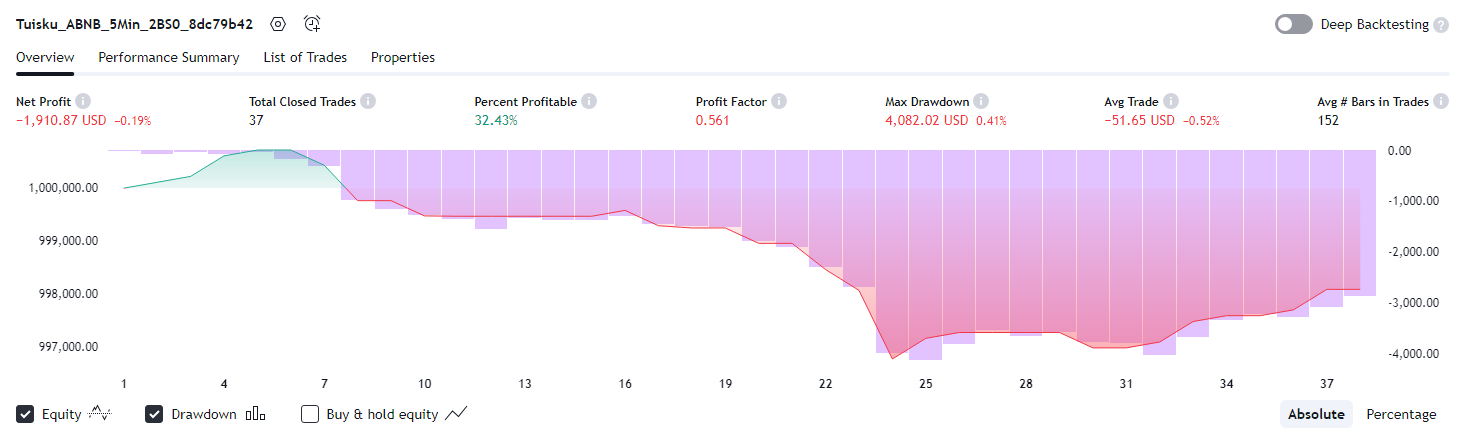 Tuisku_ABNB_5Min_2BS0_8dc79b42 Deep Backtesting ?
Overview Performance Summary List of Trades Properties
Net Profit i Total Closed Trades i Percent Profitable i Profit Factor i Max Drawdown i Avg Trade i Avg # Bars in Trades i
−1,910.87 USD −0.19% 37 32.43% 0.561 4,082.02 USD 0.41% −51.65 USD −0.52% 152
0.00
1,000,000.00
-1,000.00
999,000.00
-2,000.00
998,000.00
-3,000.00
997,000.00
-4,000.00
1 4 7 10 13 16 19 22 25 28 31 34 37
Equity Drawdown Buy & hold equity Absolute Percentage